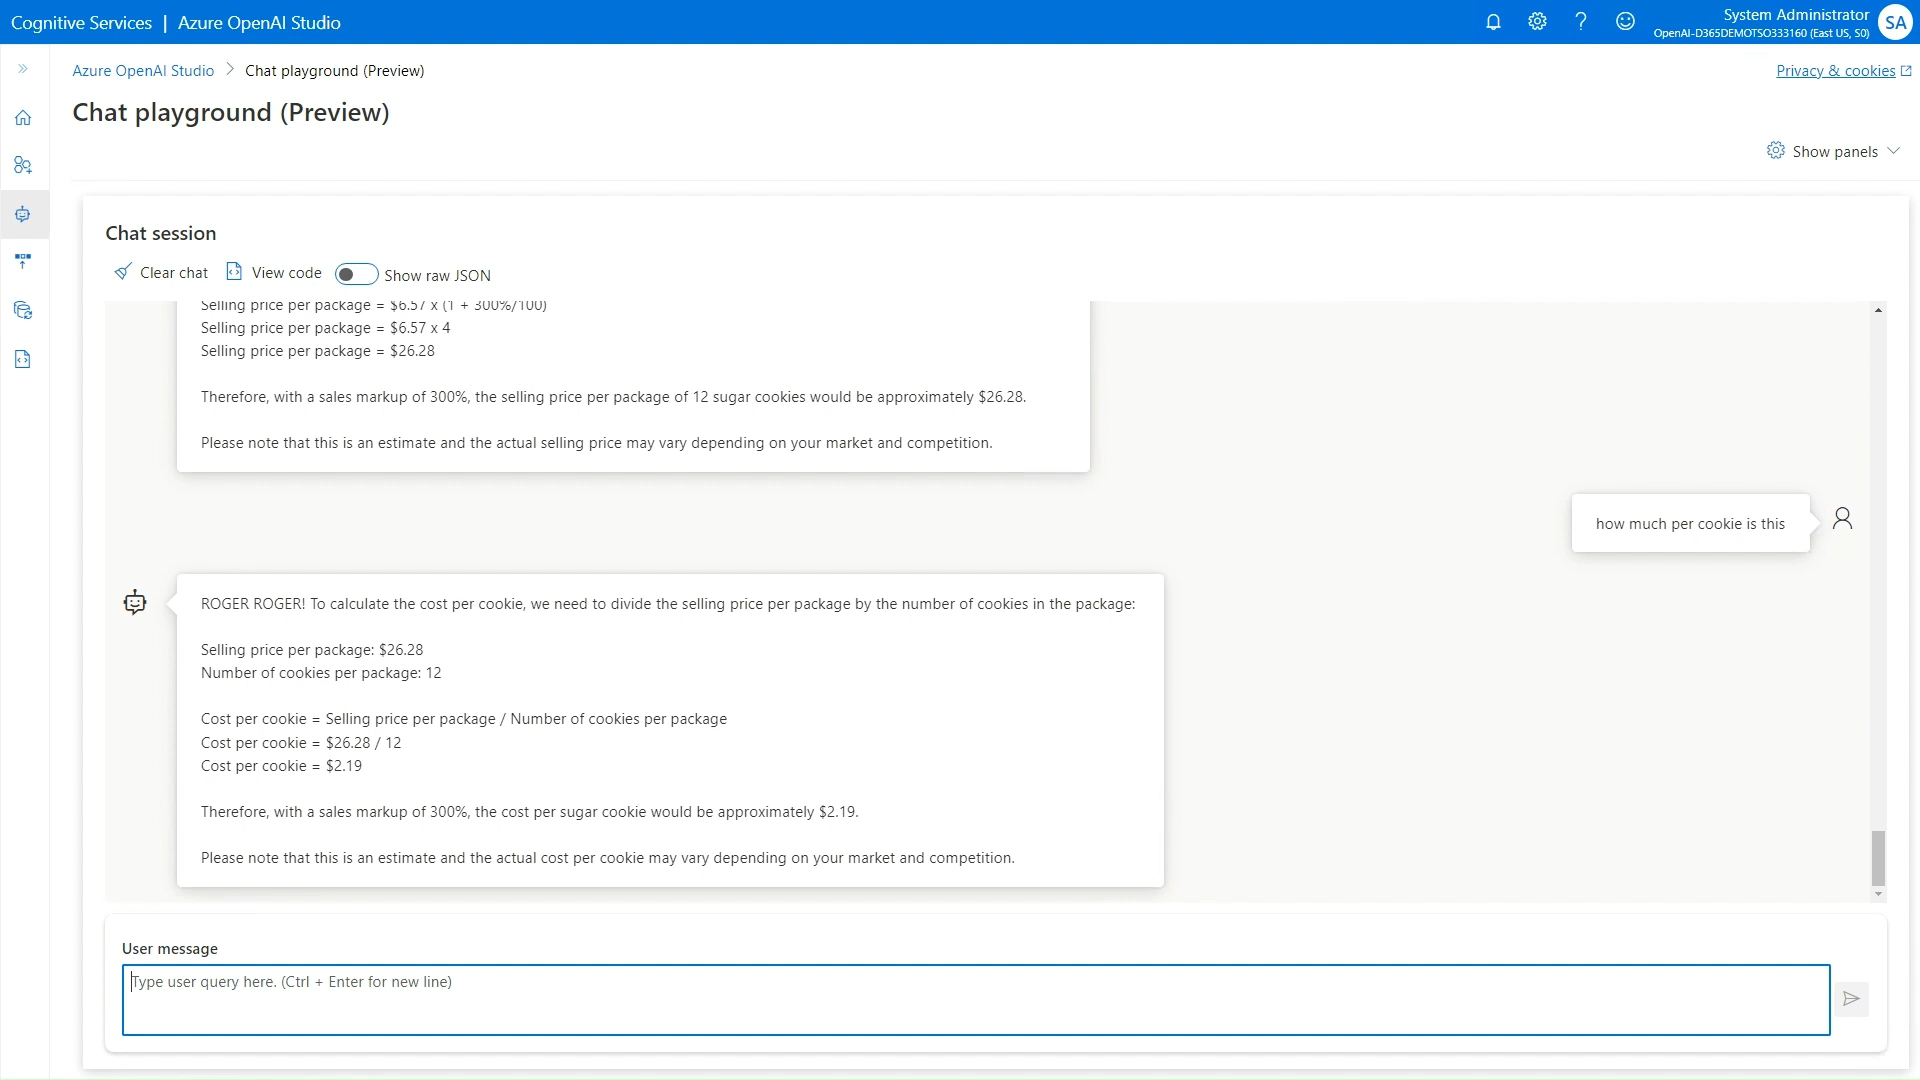 Cognitive Services | Azure OpenAI Studio
System Administrator
OpenAI-D365DEMOTSO333160 (East US, S0)
SA
Azure OpenAI Studio > Chat playground (Preview)
Privacy & cookies
Chat playground (Preview)
Show panels
Chat session
Clear chat
View code
Show raw JSON
Selling price per package = $6.57 x (1 + 300%/100)
Selling price per package = $6.57 x 4
Selling price per package = $26.28
Therefore, with a sales markup of 300%, the selling price per package of 12 sugar cookies would be approximately $26.28.
Please note that this is an estimate and the actual selling price may vary depending on your market and competition.
how much per cookie is this
ROGER ROGER! To calculate the cost per cookie, we need to divide the selling price per package by the number of cookies in the package:
Selling price per package: $26.28
Number of cookies per package: 12
Cost per cookie = Selling price per package / Number of cookies per package
Cost per cookie = $26.28 / 12
Cost per cookie = $2.19
Therefore, with a sales markup of 300%, the cost per sugar cookie would be approximately $2.19.
Please note that this is an estimate and the actual cost per cookie may vary depending on your market and competition.
User message
Type user query here. (Ctrl + Enter for new line)